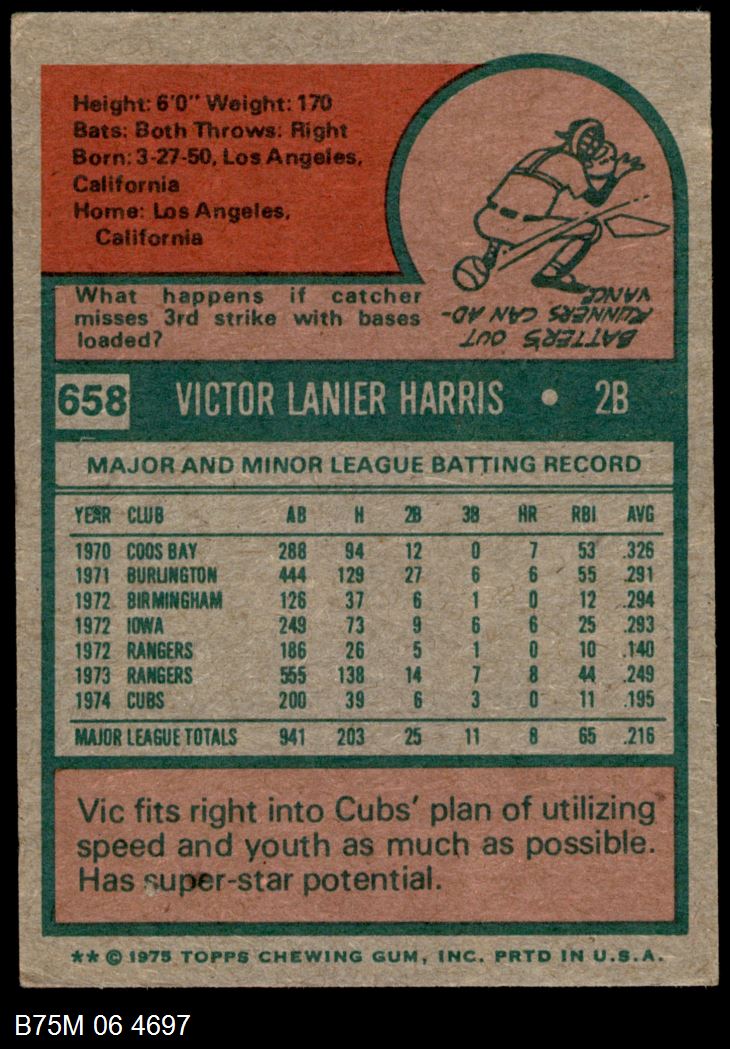 Height: 6'0" Weight: 170
Bats: Both Throws: Right
Born: 3-27-50, Los Angeles,
California
Home: Los Angeles,
California
What happens if catcher
misses 3rd strike with bases
loaded?
BATTER'S OUT
RUNNERS CAN AD-
VANCE.
658 VICTOR LANIER HARRIS • 2B
MAJOR AND MINOR LEAGUE BATTING RECORD
YEAR CLUB AB H 2B 3B HR RBI AVG
1970 COOS BAY 288 94 12 0 7 53 .326
1971 BURLINGTON 444 129 27 6 6 55 .291
1972 BIRMINGHAM 126 37 6 1 0 12 .294
1972 IOWA 249 73 9 6 6 25 .293
1972 RANGERS 186 26 5 1 0 10 .140
1973 RANGERS 555 138 14 7 8 44 .249
1974 CUBS 200 39 6 3 0 11 .195
MAJOR LEAGUE TOTALS 941 203 25 11 8 65 .216
Vic fits right into Cubs' plan of utilizing
speed and youth as much as possible.
Has super-star potential.
** © 1975 TOPPS CHEWING GUM, INC. PRTD IN U.S.A.
B75M 06 4697